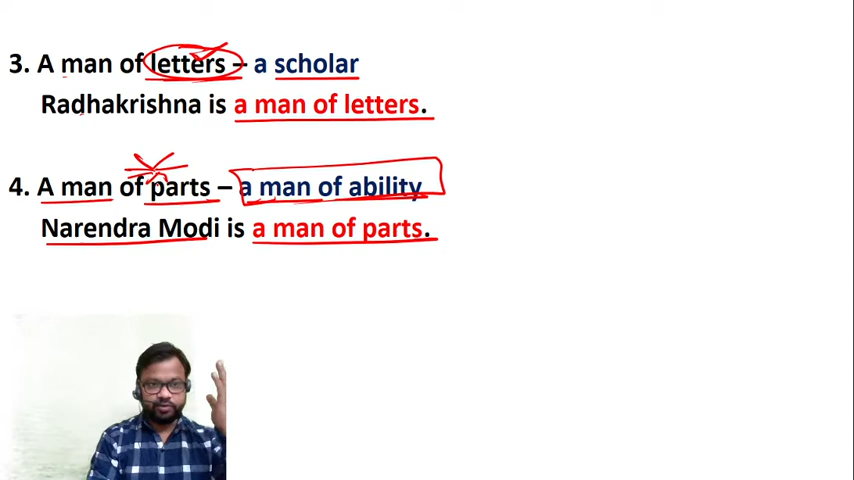 3. A man of letters – a scholar
Radhakrishna is a man of letters.
4. A man of parts – a man of ability
Narendra Modi is a man of parts.